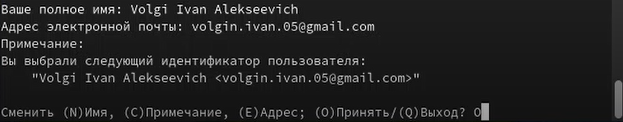 Ваше полное имя: Volgi Ivan Alekseevich
Адрес электронной почты: volgin.ivan.05@gmail.com
Примечание:
Вы выбрали следующий идентификатор пользователя:
"Volgi Ivan Alekseevich <volgin.ivan.05@gmail.com>"
Сменить (N)Имя, (C)Примечание, (E)Адрес; (O)Принять/(Q)Выход? O